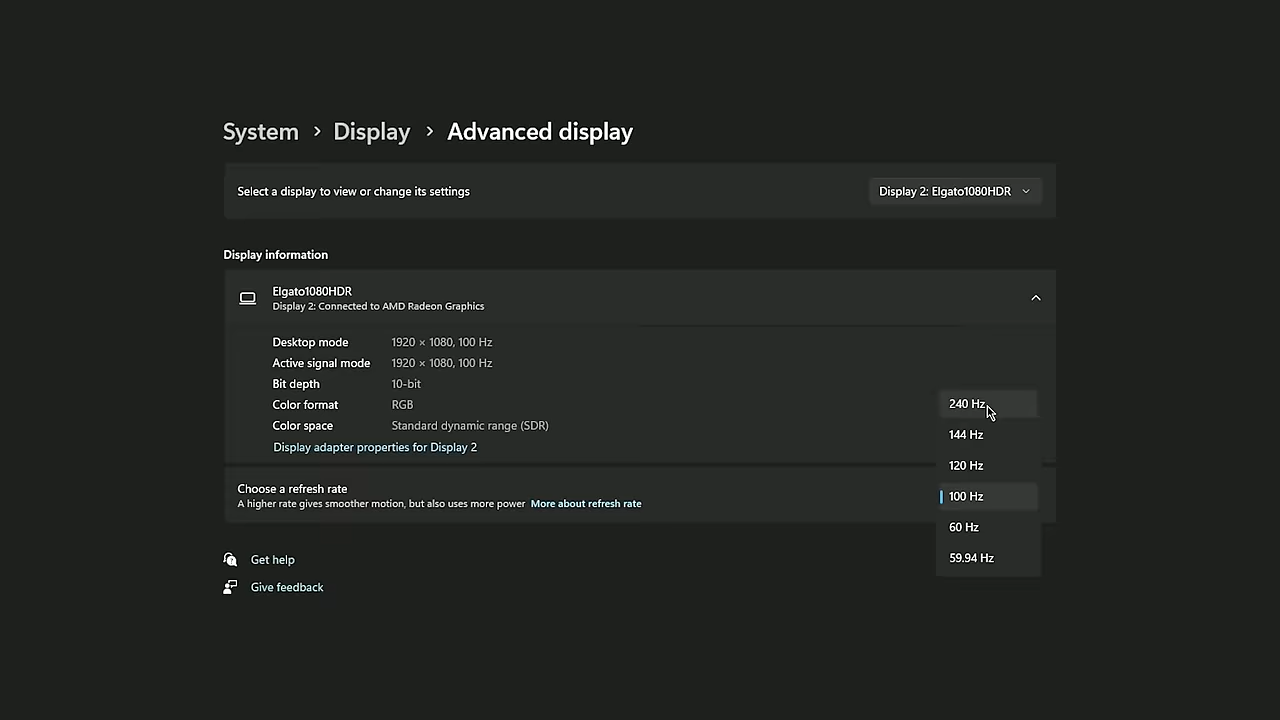 System > Display > Advanced display
Select a display to view or change its settings
Display 2: Elgato1080HDR
Display information
Elgato1080HDR
Display 2: Connected to AMD Radeon Graphics
Desktop mode 1920 × 1080, 100 Hz
Active signal mode 1920 × 1080, 100 Hz
Bit depth 10-bit
Color format RGB
Color space Standard dynamic range (SDR)
Display adapter properties for Display 2
Choose a refresh rate
A higher rate gives smoother motion, but also uses more power More about refresh rate
240 Hz
144 Hz
120 Hz
100 Hz
60 Hz
59.94 Hz
Get help
Give feedback